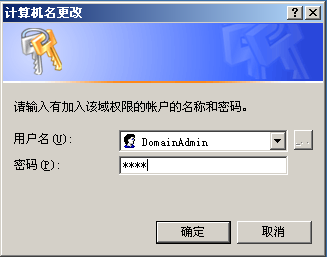 计算机名更改
请输入有加入该域权限的帐户的名称和密码。
用户名(U): DomainAdmin ...
密码(P): ****
确定 取消